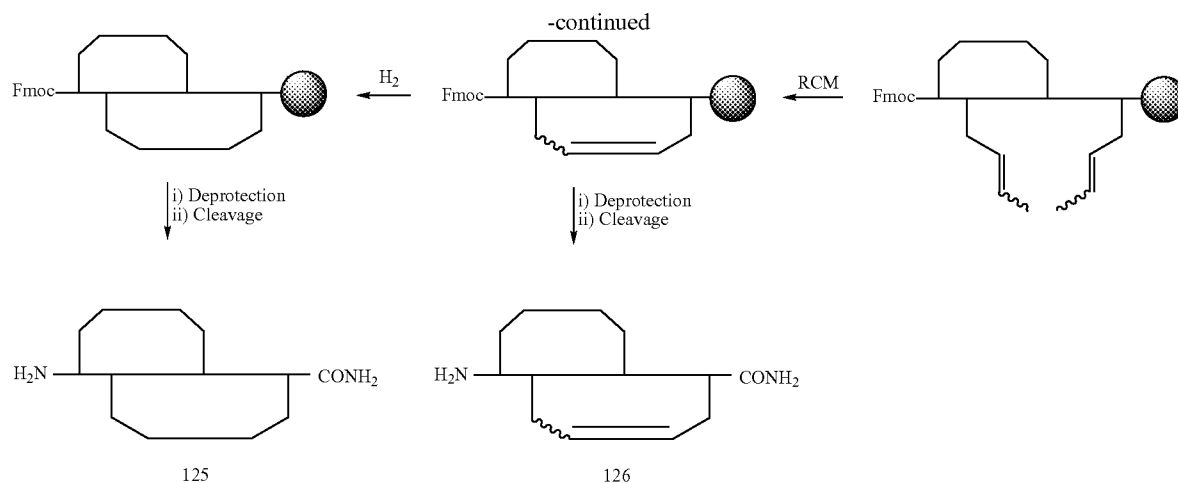 -continued
Fmoc
H2
Fmoc
RCM
Fmoc
i) Deprotection
ii) Cleavage
i) Deprotection
ii) Cleavage
H2N
CONH2
H2N
CONH2
125
126